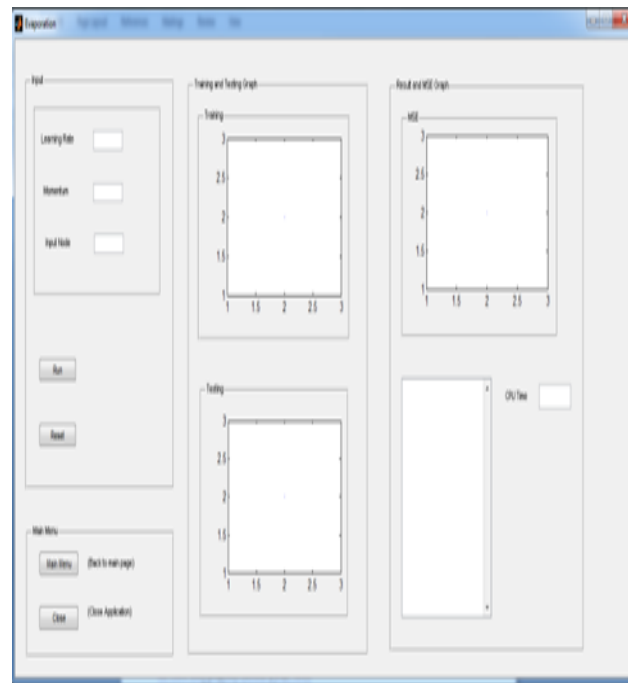 Evaporation
Input
Learning Rate
Momentum
Input Node
Run
Reset
Main Menu
Main Menu (Back to main page)
Close (Close Application)
Training and Testing Graph
Training
3
2.5
2
1.5
1
1 1.5 2 2.5 3
Testing
3
2.5
2
1.5
1
1 1.5 2 2.5 3
Result and MSE Graph
MSE
3
2.5
2
1.5
1
1 1.5 2 2.5 3
CPU Time